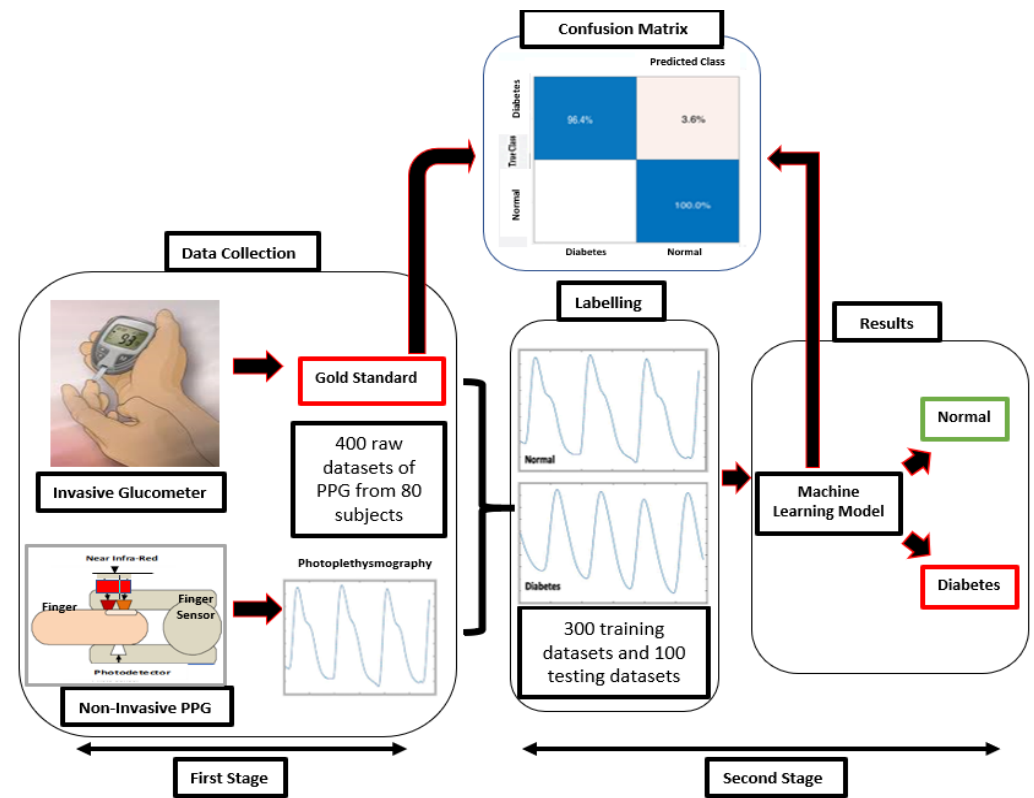 Confusion Matrix
Predicted Class
Diabetes
True Class
Normal
96.4%
3.6%
100.0%
Diabetes
Normal
Data Collection
93
Invasive Glucometer
Gold Standard
400 raw
datasets of
PPG from 80
subjects
Near Infra-Red
Finger
Finger
Sensor
Photodetector
Non-Invasive PPG
Photoplethysmography
Labelling
Normal
Diabetes
300 training
datasets and 100
testing datasets
Results
Machine
Learning Model
Normal
Diabetes
First Stage
Second Stage